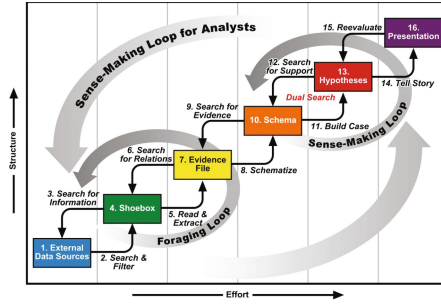 16.
Presentation
15. Reevaluate
Sense-Making Loop for Analysts
12. Search
for Support
13.
Hypotheses
14. Tell Story
Dual Search
9. Search for
Evidence
10. Schema
11. Build Case
Sense-Making Loop
6. Search
for Relations
7. Evidence
File
8. Schematize
3. Search for
Information
4. Shoebox
5. Read &
Extract
Foraging Loop
1. External
Data Sources
2. Search &
Filter
Structure
Effort